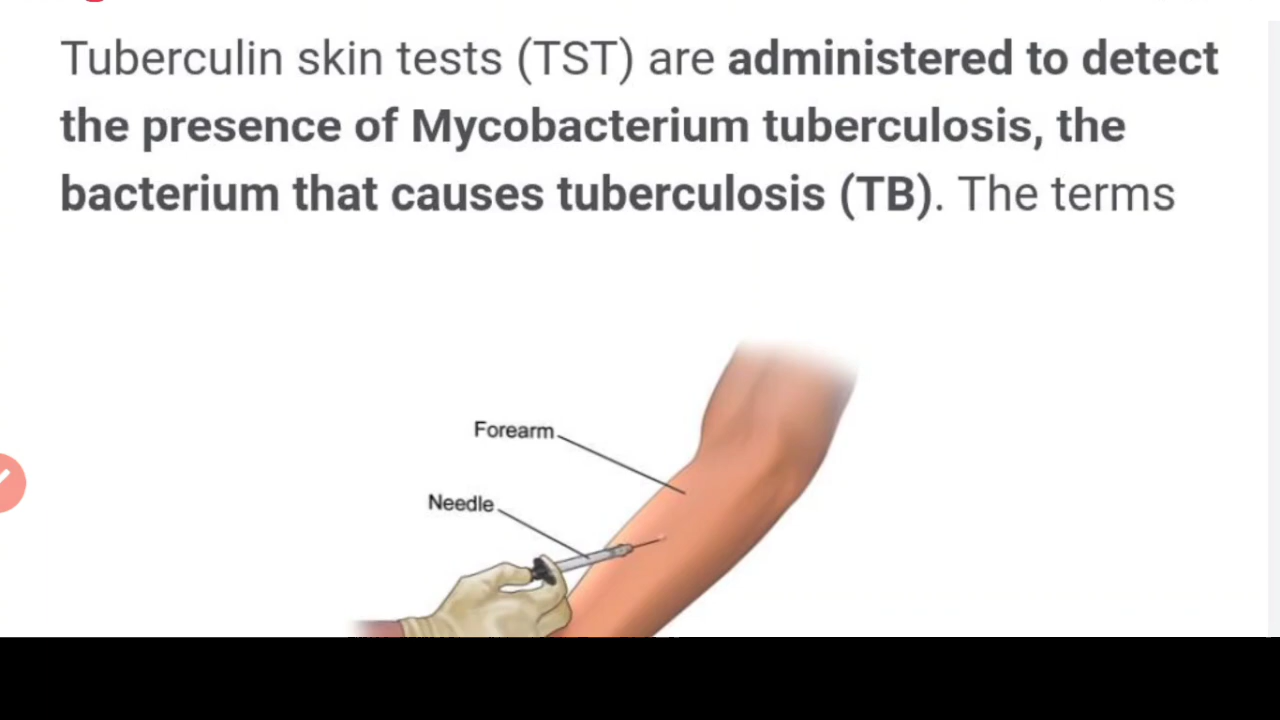 Tuberculin skin tests (TST) are administered to detect
the presence of Mycobacterium tuberculosis, the
bacterium that causes tuberculosis (TB). The terms
Forearm
Needle